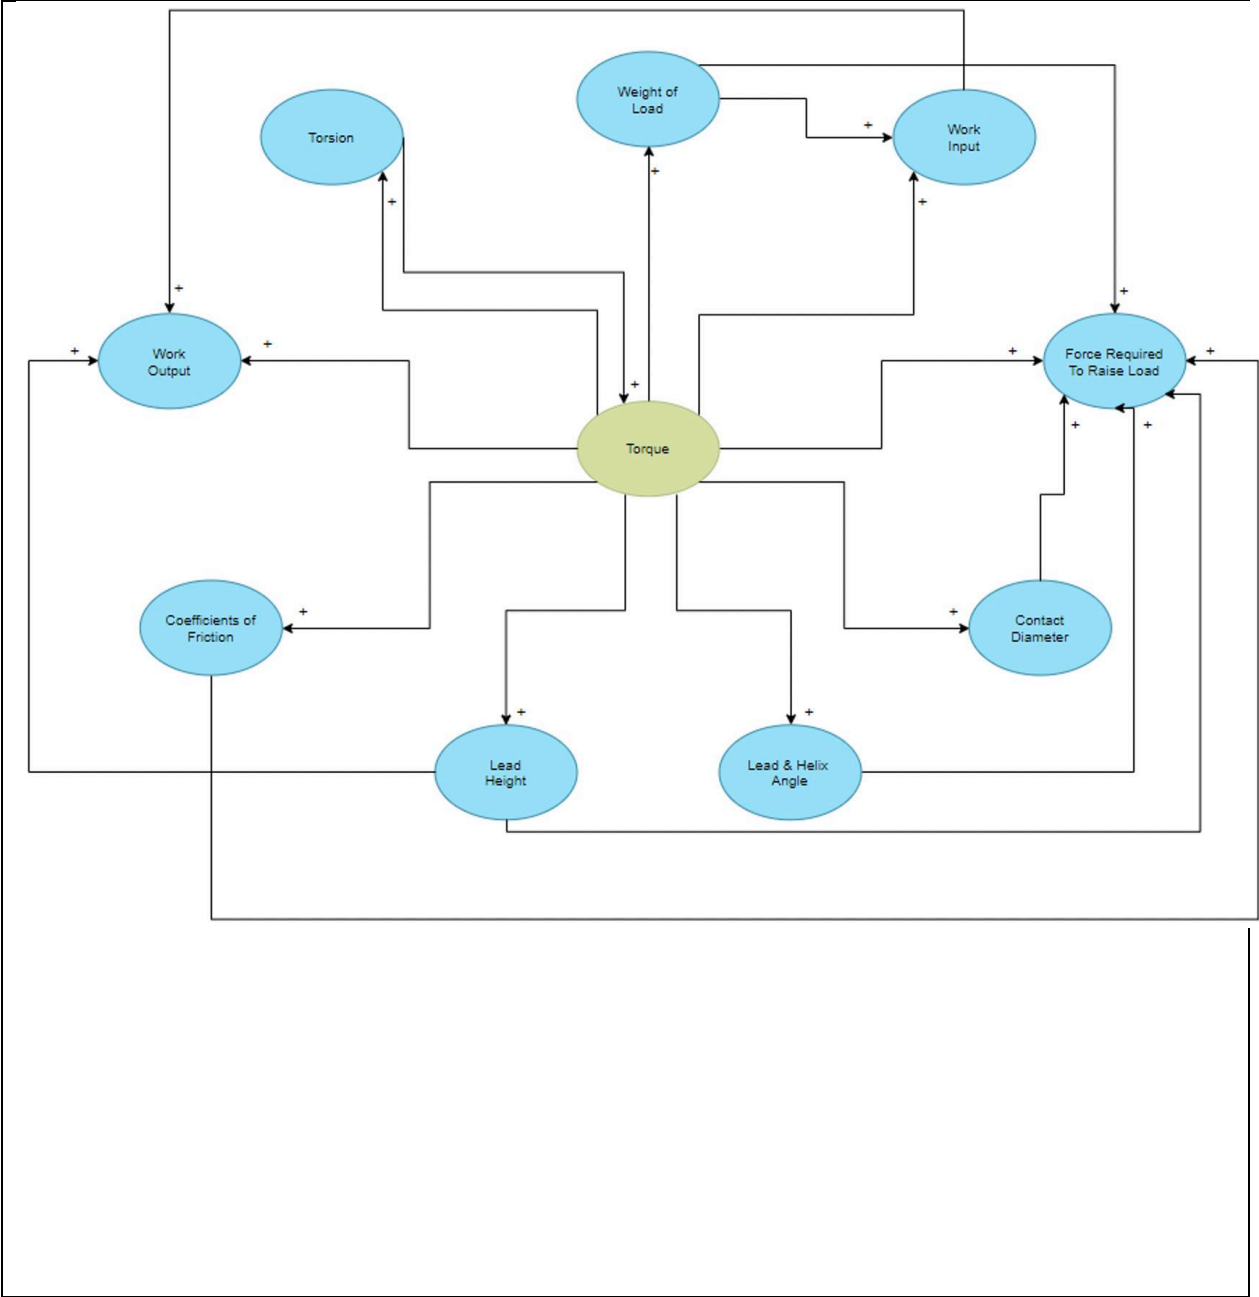 Weight of
Load
Torsion
Work
Input
+
+
+
+
+
+
Work
Output
+
+
+
+
Force Required
To Raise Load
+
+
Torque
+
+
Coefficients of
Friction
+
+
Contact
Diameter
+
+
Lead
Height
Lead & Helix
Angle